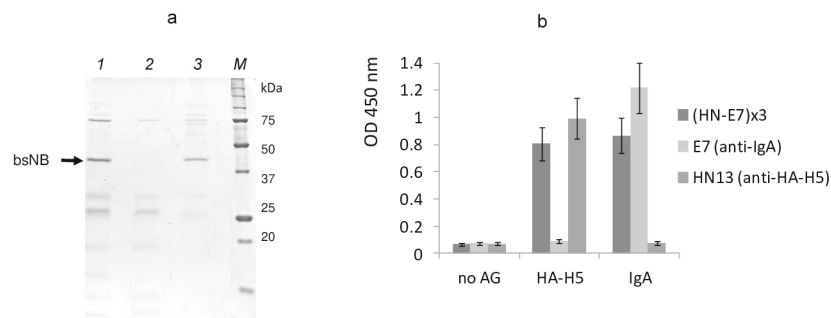 a
1 2 3 M
kDa
75
bsNB
50
37
25
20
b
OD 450 nm
1.4
1.2
1
0.8
0.6
0.4
0.2
0
no AG HA-H5 IgA
(HN-E7)x3
E7 (anti-IgA)
HN13 (anti-HA-H5)